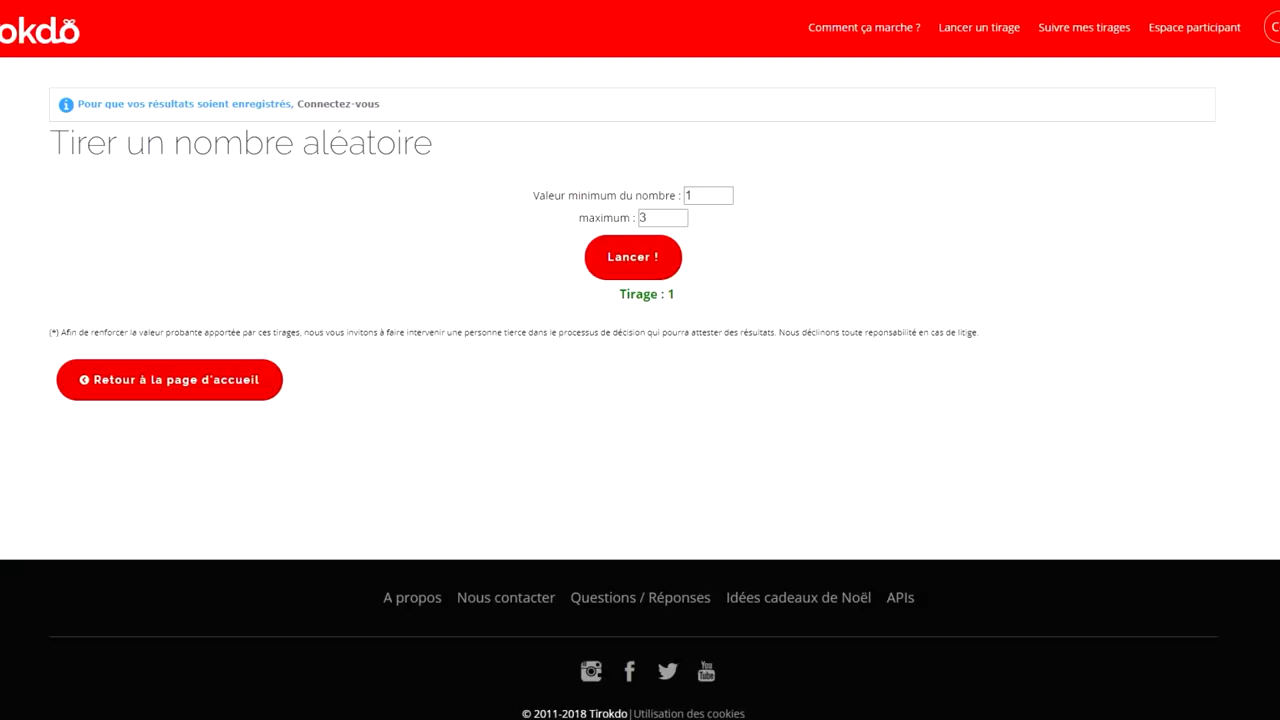 okdo
Comment ça marche ? Lancer un tirage Suivre mes tirages Espace participant C
Pour que vos résultats soient enregistrés, Connectez-vous
Tirer un nombre aléatoire
Valeur minimum du nombre : 1
maximum : 3
Lancer !
Tirage : 1
(*) Afin de renforcer la valeur probante apportée par ces tirages, nous vous invitons à faire intervenir une personne tierce dans le processus de décision qui pourra attester des résultats. Nous déclinons toute reponsabilité en cas de litige.
Retour à la page d'accueil
A propos Nous contacter Questions / Réponses Idées cadeaux de Noël APIs
You Tube
© 2011-2018 Tirokdo|Utilisation des cookies